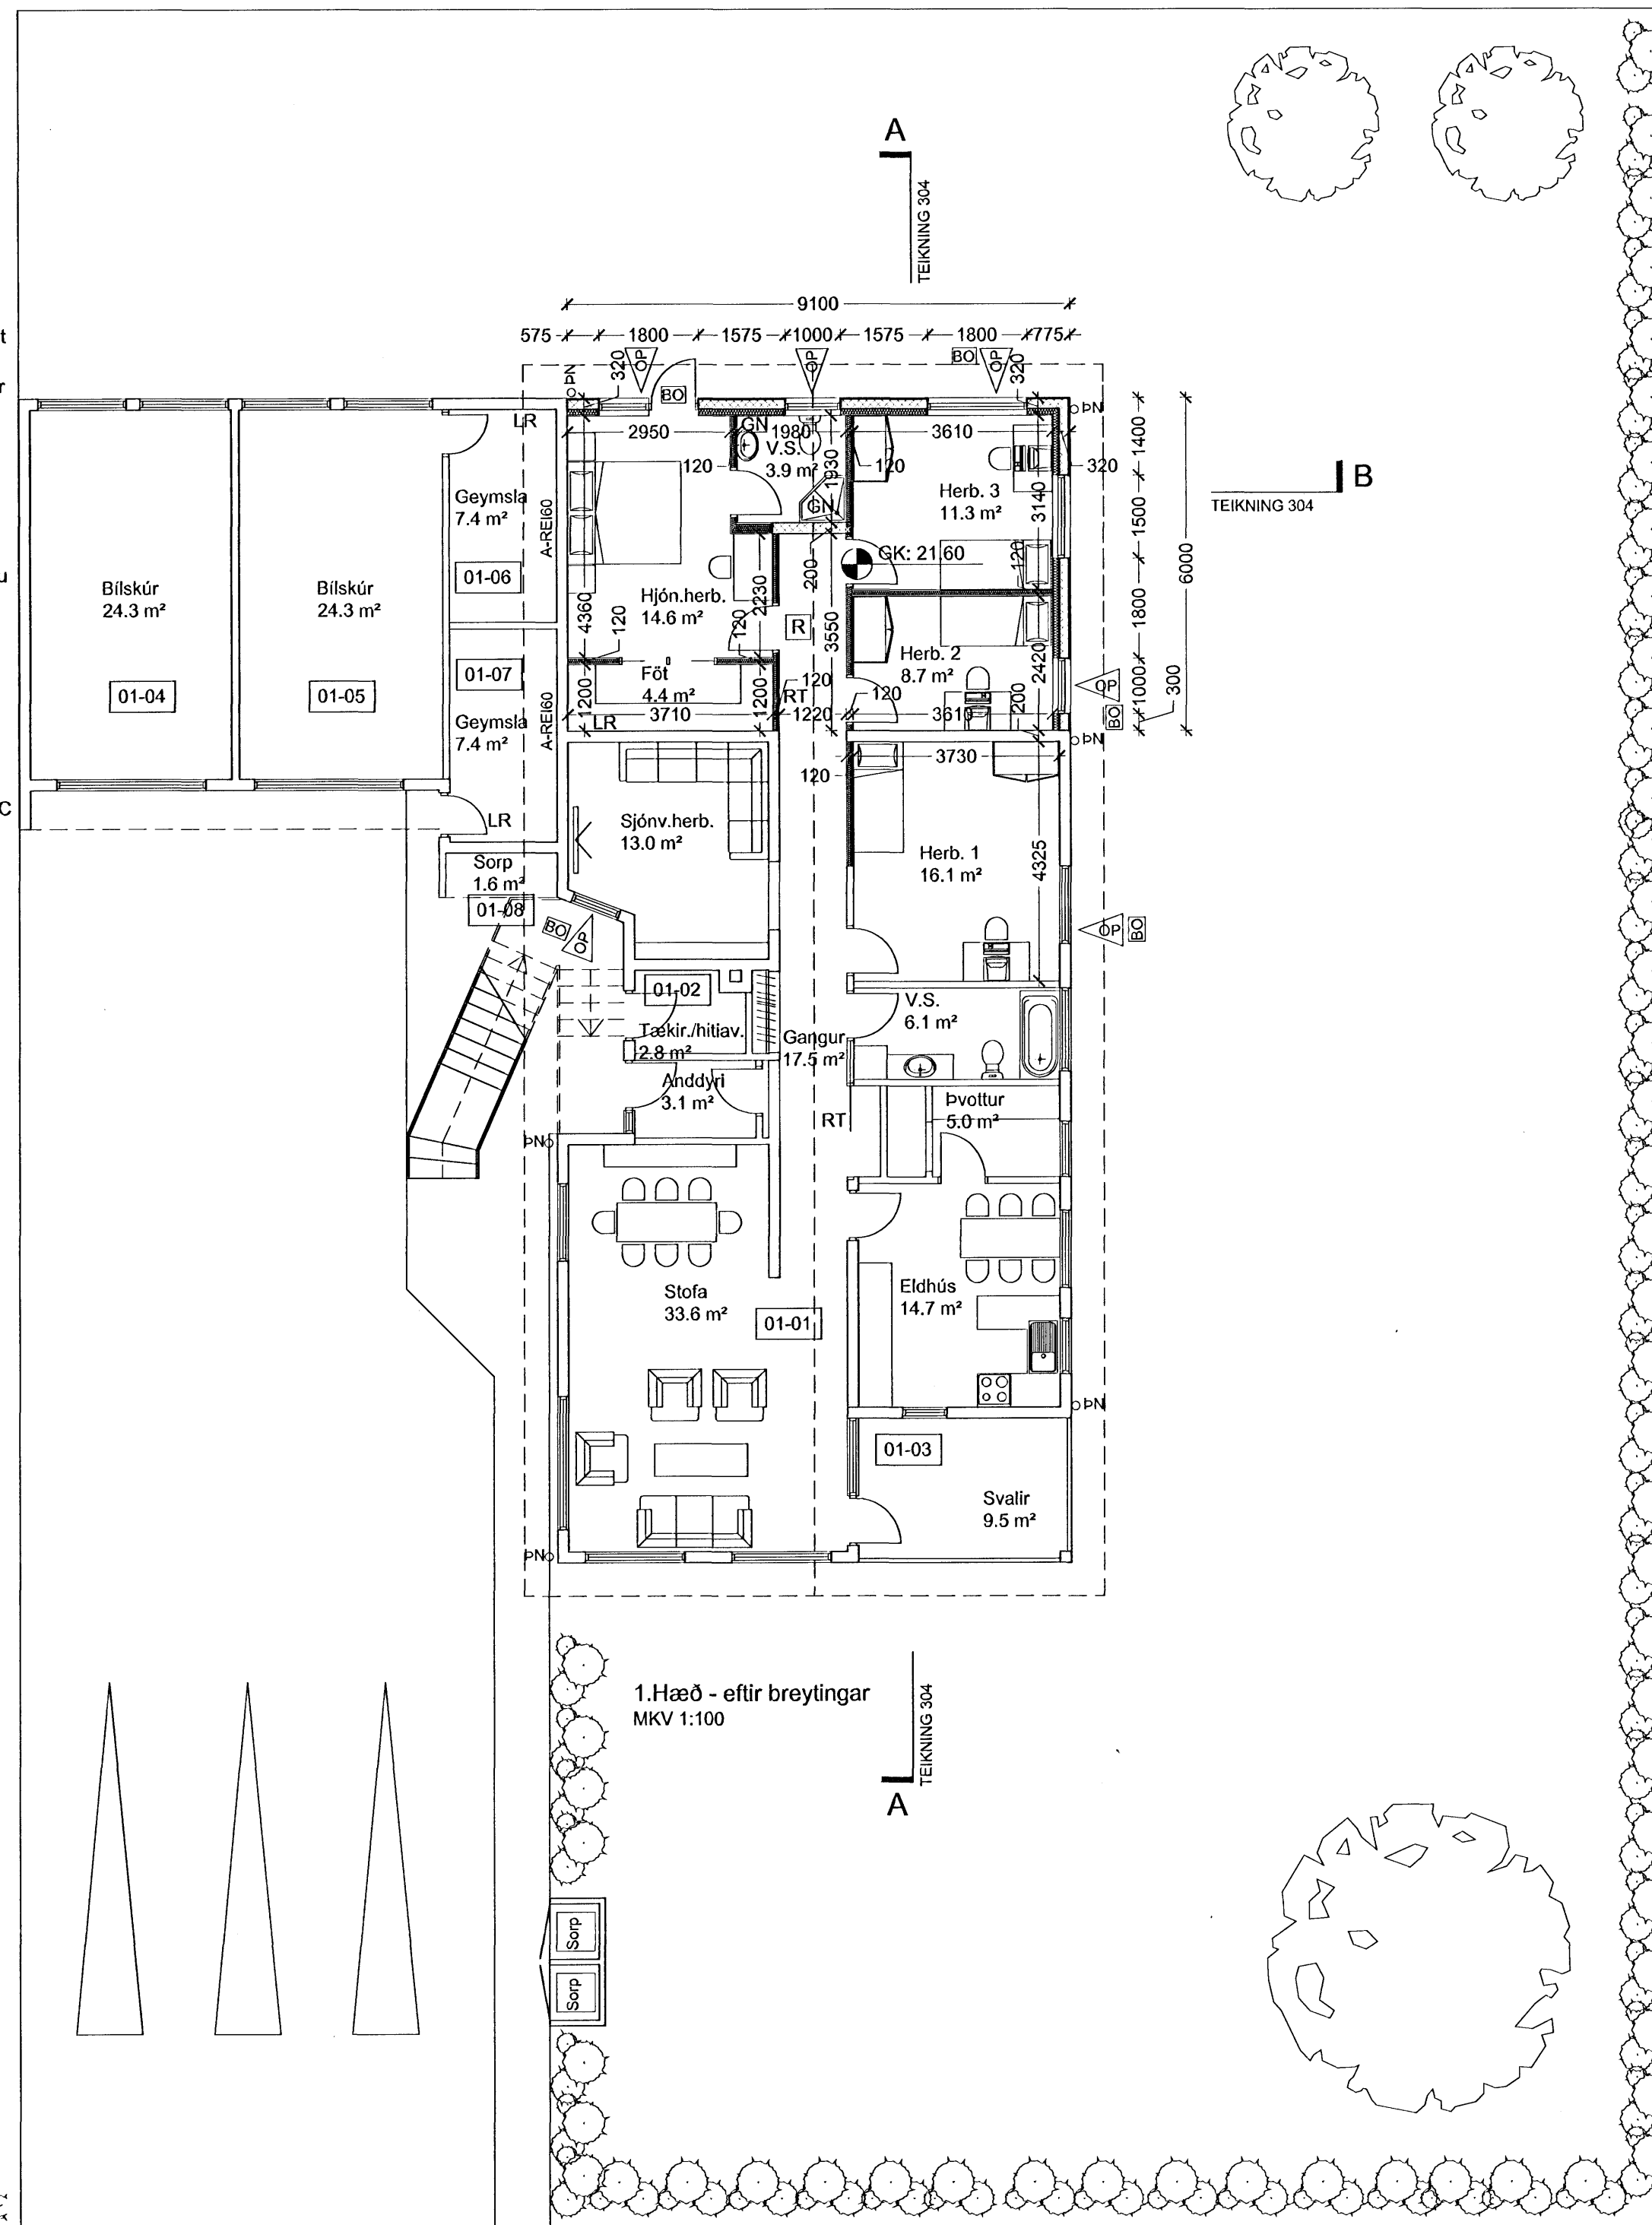 A
TEIKNING 304
9100
575
1800
1575
1000
1575
1800
775
t
r
u
C
ÞN
320
OP
BO
OP
BO
OP
320
ÞN
LR
GN
2950
1980
3610
V.S.
3.9 m²
120
120
320
1930
1400
1500
1800
1000
300
6000
B
TEIKNING 304
Geymsla
7.4 m²
A-REI60
01-06
Herb. 3
11.3 m²
3140
GN
GK: 21.60
200
120
Bílskúr
24.3 m²
Bílskúr
24.3 m²
Hjón.herb.
14.6 m²
4360
120
2230
120
R
3550
01-07
01-04
01-05
Geymsla
7.4 m²
A-REI60
Föt
4.4 m²
1200
1200
3710
LR
RT
120
1220
120
Herb. 2
8.7 m²
2420
200
3610
OP
BO
ÞN
120
3730
LR
Sjónv.herb.
13.0 m²
Herb. 1
16.1 m²
4325
Sorp
1.6 m²
01-08
BO
OP
OP
BO
01-02
V.S.
6.1 m²
Tækir./hitiav.
2.8 m²
Gangur
17.5 m²
Anddyri
3.1 m²
RT
Þvottur
5.0 m²
ÞN
Stofa
33.6 m²
01-01
Eldhús
14.7 m²
ÞN
01-03
Svalir
9.5 m²
ÞN
1.Hæð - eftir breytingar
MKV 1:100
TEIKNING 304
A
Sorp
Sorp